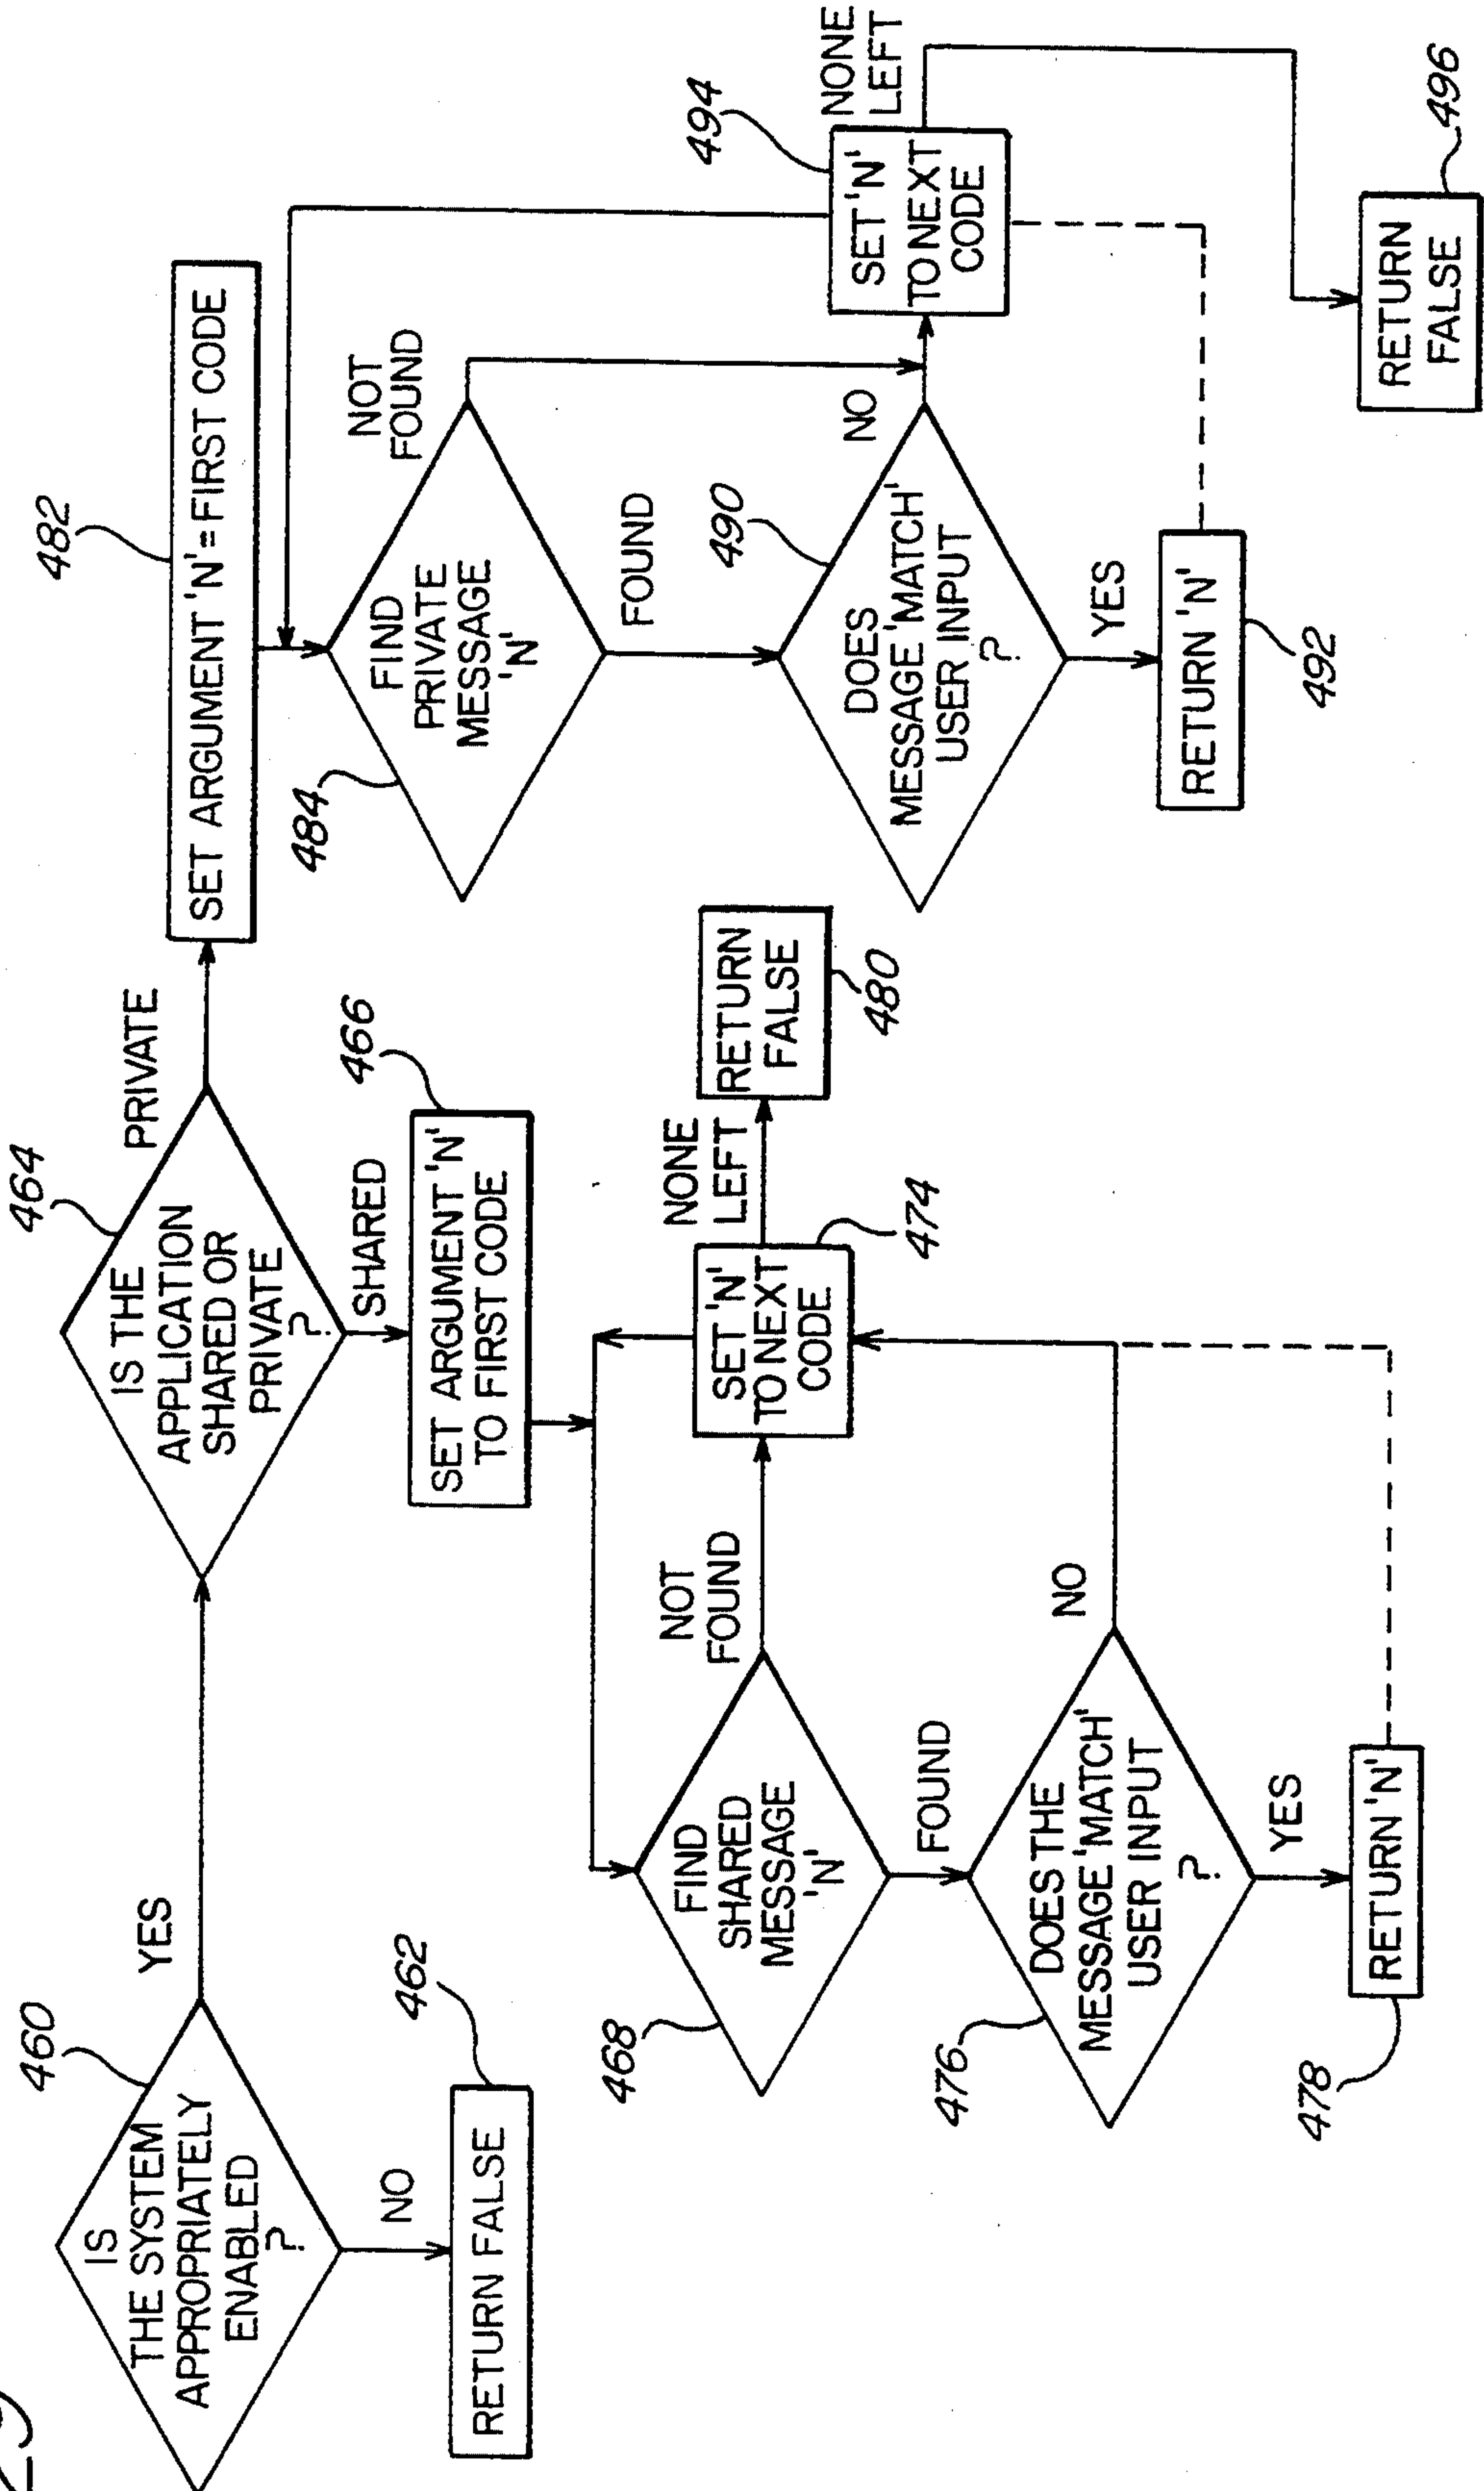 460
IS
THE SYSTEM
APPROPRIATELY
ENABLED
?
YES
NO
462
RETURN FALSE
464
IS THE
APPLICATION
SHARED OR
PRIVATE
?
PRIVATE
SHARED
466
SET ARGUMENT 'N'
TO FIRST CODE
468
FIND
SHARED
MESSAGE
'N'
NOT
FOUND
FOUND
SET 'N'
TO NEXT
CODE
474
NONE
LEFT
RETURN
FALSE
480
476
DOES THE
MESSAGE 'MATCH'
USER INPUT
?
NO
YES
RETURN 'N'
478
482
SET ARGUMENT 'N' = FIRST CODE
484
FIND
PRIVATE
MESSAGE
'N'
NOT
FOUND
FOUND
490
DOES
MESSAGE 'MATCH'
USER INPUT
?
NO
YES
RETURN 'N'
492
494
SET 'N'
TO NEXT
CODE
NONE
LEFT
RETURN
FALSE
496